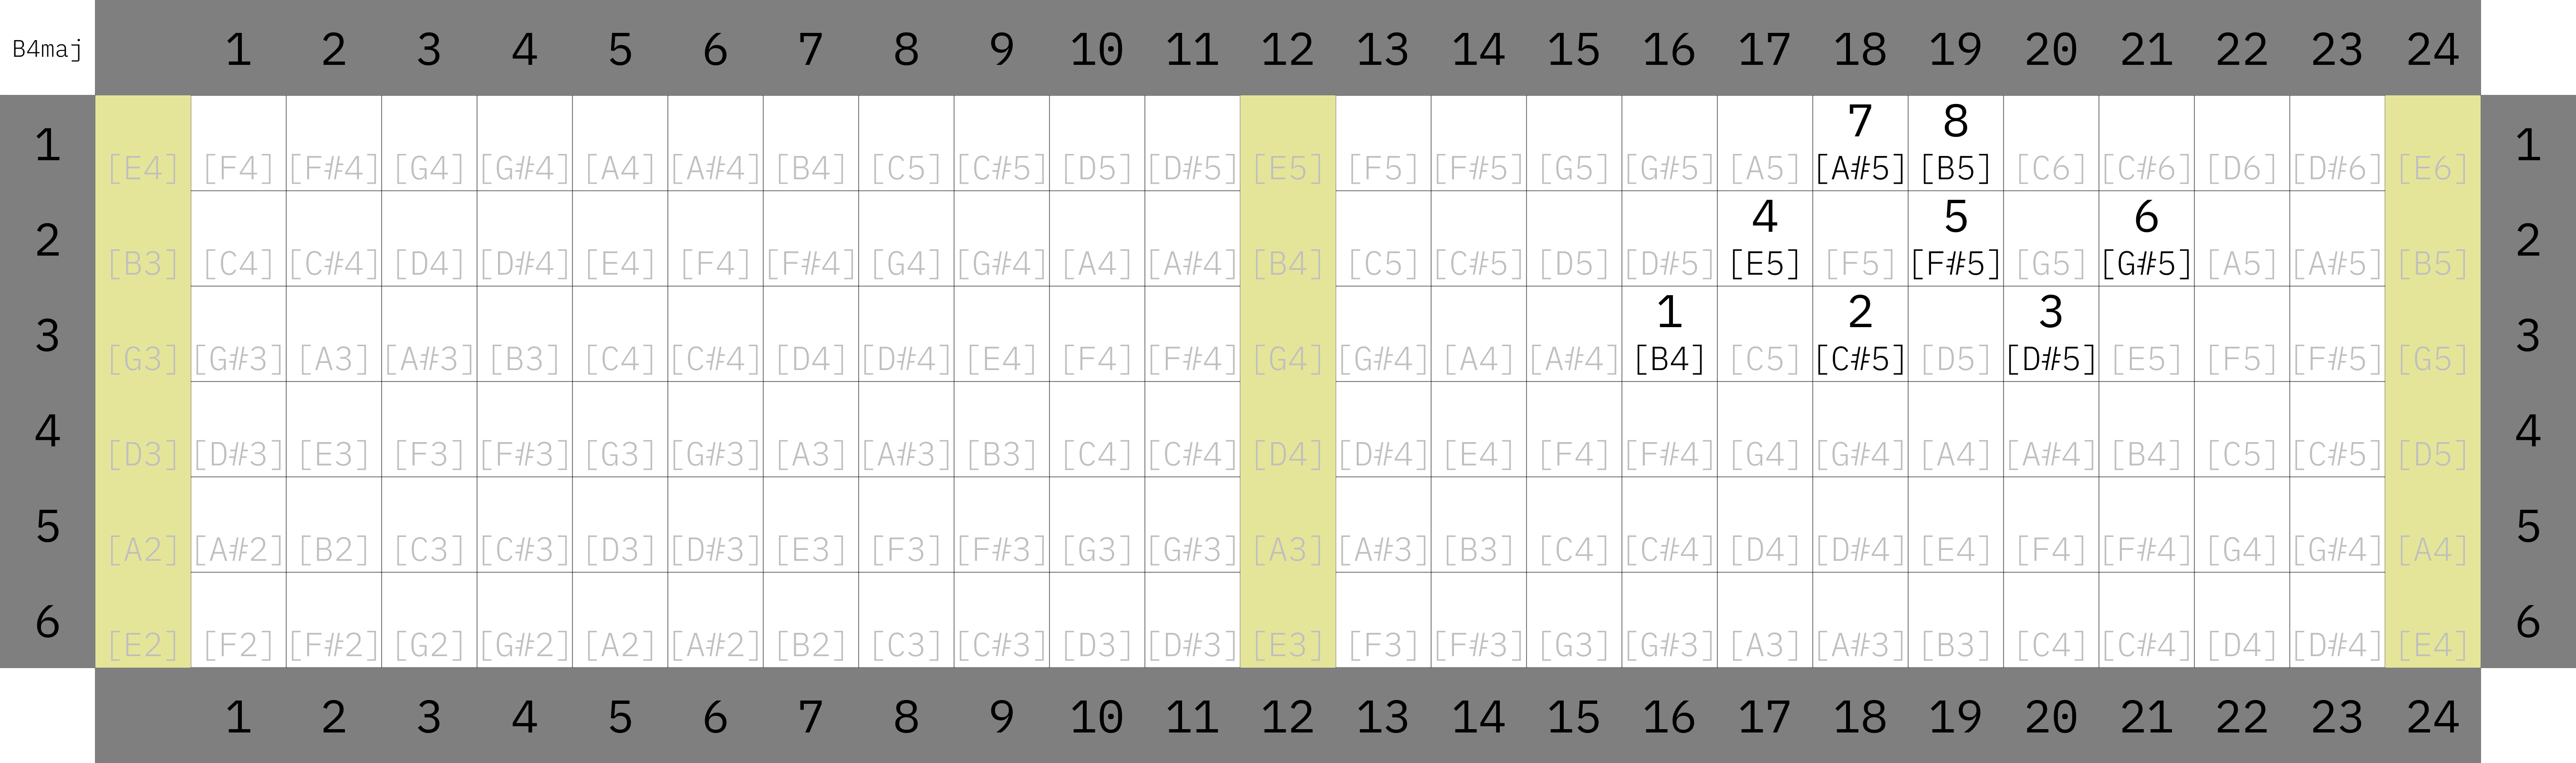 B4maj 1 2 3 4 5 6 7 8 9 10 11 12 13 14 15 16 17 18 19 20 21 22 23 24
7 8
1 [E4] [F4] [F#4] [G4] [G#4] [A4] [A#4] [B4] [C5] [C#5] [D5] [D#5] [E5] [F5] [F#5] [G5] [G#5] [A5] [A#5] [B5] [C6] [C#6] [D6] [D#6] [E6] 1
4 5 6
2 [B3] [C4] [C#4] [D4] [D#4] [E4] [F4] [F#4] [G4] [G#4] [A4] [A#4] [B4] [C5] [C#5] [D5] [D#5] [E5] [F5] [F#5] [G5] [G#5] [A5] [A#5] [B5] 2
1 2 3
3 [G3] [G#3] [A3] [A#3] [B3] [C4] [C#4] [D4] [D#4] [E4] [F4] [F#4] [G4] [G#4] [A4] [A#4] [B4] [C5] [C#5] [D5] [D#5] [E5] [F5] [F#5] [G5] 3
4 [D3] [D#3] [E3] [F3] [F#3] [G3] [G#3] [A3] [A#3] [B3] [C4] [C#4] [D4] [D#4] [E4] [F4] [F#4] [G4] [G#4] [A4] [A#4] [B4] [C5] [C#5] [D5] 4
5 [A2] [A#2] [B2] [C3] [C#3] [D3] [D#3] [E3] [F3] [F#3] [G3] [G#3] [A3] [A#3] [B3] [C4] [C#4] [D4] [D#4] [E4] [F4] [F#4] [G4] [G#4] [A4] 5
6 [E2] [F2] [F#2] [G2] [G#2] [A2] [A#2] [B2] [C3] [C#3] [D3] [D#3] [E3] [F3] [F#3] [G3] [G#3] [A3] [A#3] [B3] [C4] [C#4] [D4] [D#4] [E4] 6
1 2 3 4 5 6 7 8 9 10 11 12 13 14 15 16 17 18 19 20 21 22 23 24